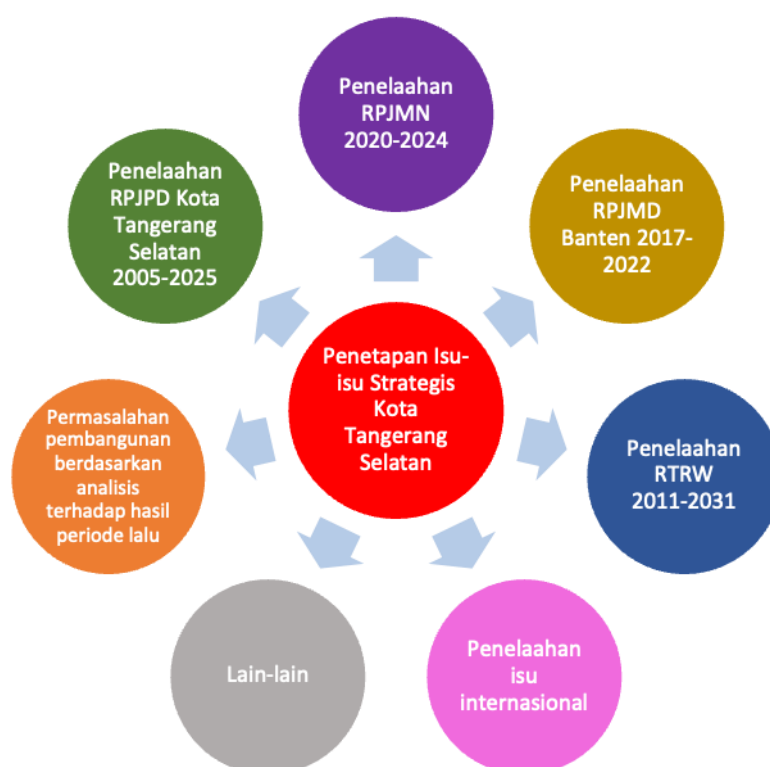 Penelaahan
RPJMN
2020-2024
Penelaahan
RPJPD Kota
Tangerang
Selatan
2005-2025
Penelaahan
RPJMD
Banten 2017-
2022
Penetapan Isu-
isu Strategis
Kota
Tangerang
Selatan
Permasalahan
pembangunan
berdasarkan
analisis
terhadap hasil
periode lalu
Penelaahan
RTRW
2011-2031
Lain-lain
Penelaahan
isu
internasional